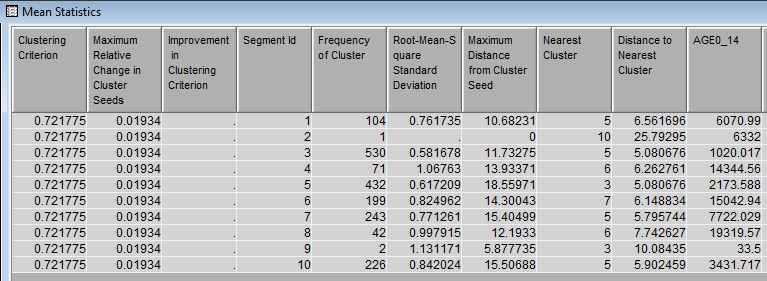 Mean Statistics
Clustering Criterion | Maximum Relative Change in Cluster Seeds | Improvement in Clustering Criterion | Segment Id | Frequency of Cluster | Root-Mean-S quare Standard Deviation | Maximum Distance from Cluster Seed | Nearest Cluster | Distance to Nearest Cluster | AGE0_14
0.721775 0.01934 . 1 104 0.761735 10.68231 5 6.561696 6070.99
0.721775 0.01934 . 2 1 . 0 10 25.79295 6332
0.721775 0.01934 . 3 530 0.581678 11.73275 5 5.080676 1020.017
0.721775 0.01934 . 4 71 1.06763 13.93371 6 6.262761 14344.56
0.721775 0.01934 . 5 432 0.617209 18.55971 3 5.080676 2173.588
0.721775 0.01934 . 6 199 0.824962 14.30043 7 6.148834 15042.94
0.721775 0.01934 . 7 243 0.771261 15.40499 5 5.795744 7722.029
0.721775 0.01934 . 8 42 0.997915 12.1933 6 7.742627 19319.57
0.721775 0.01934 . 9 2 1.131171 5.877735 3 10.08435 33.5
0.721775 0.01934 . 10 226 0.842024 15.50688 5 5.902459 3431.717